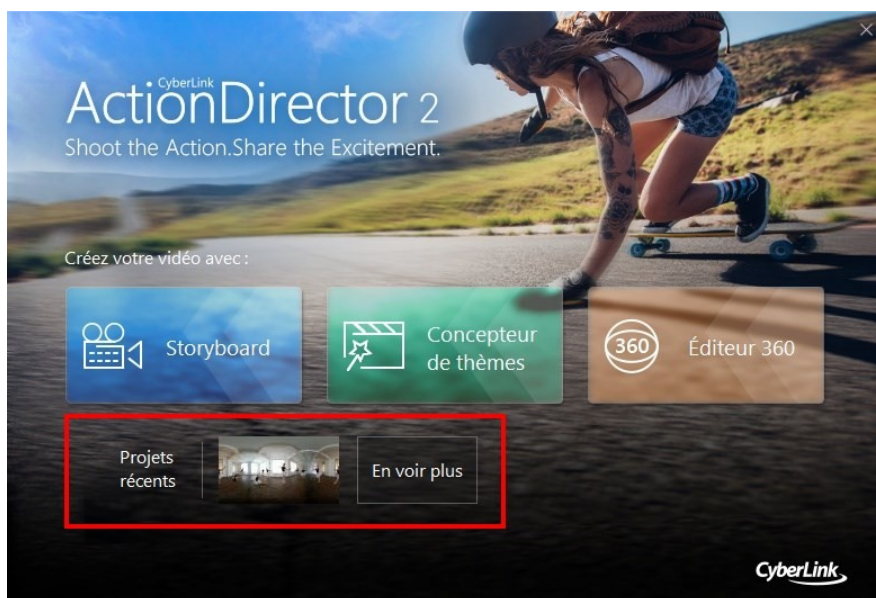 CyberLink
ActionDirector 2
Shoot the Action.Share the Excitement.
Créez votre vidéo avec :
Storyboard
Concepteur
de thèmes
360
Éditeur 360
Projets
récents
En voir plus
CyberLink